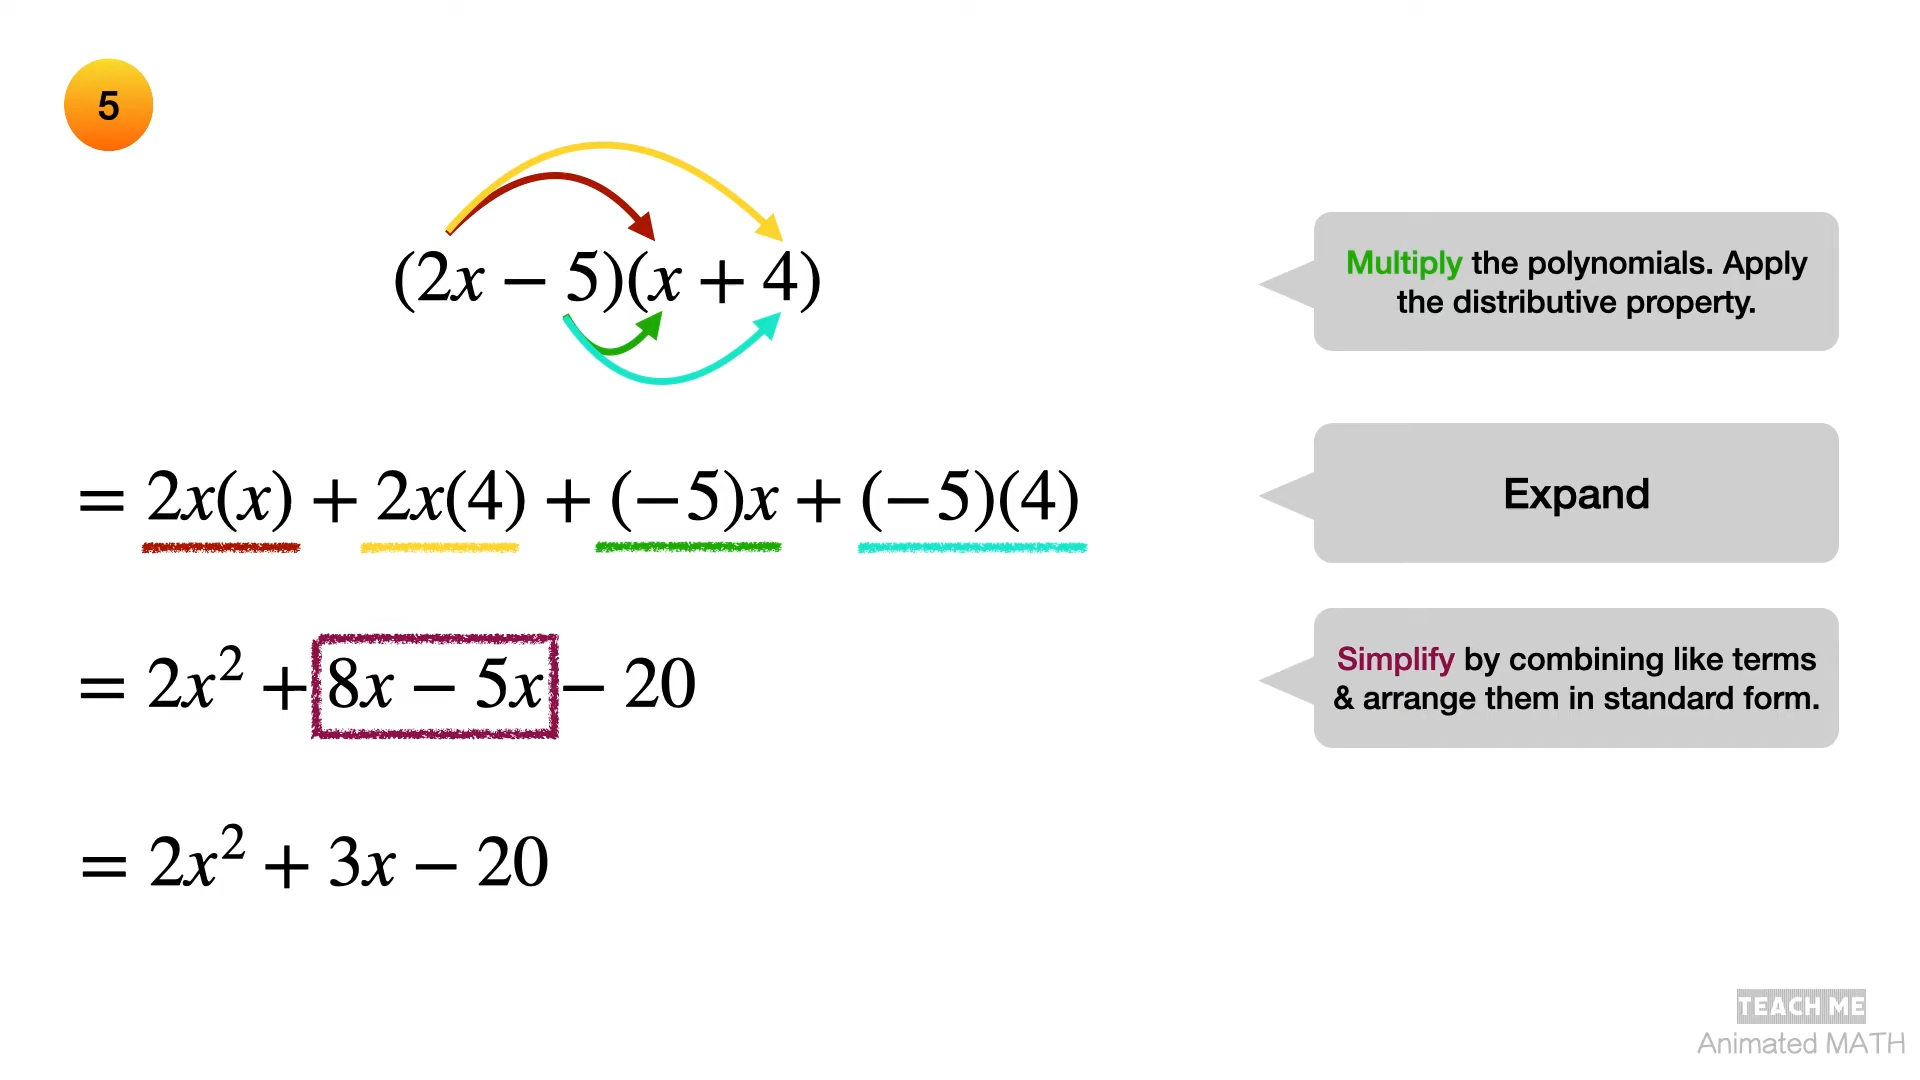 5
(2x − 5)(x + 4)
Multiply the polynomials. Apply
the distributive property.
= 2x(x) + 2x(4) + (−5)x + (−5)(4)
Expand
= 2x² + 8x − 5x − 20
Simplify by combining like terms
& arrange them in standard form.
= 2x² + 3x − 20
TEACH ME
Animated MATH